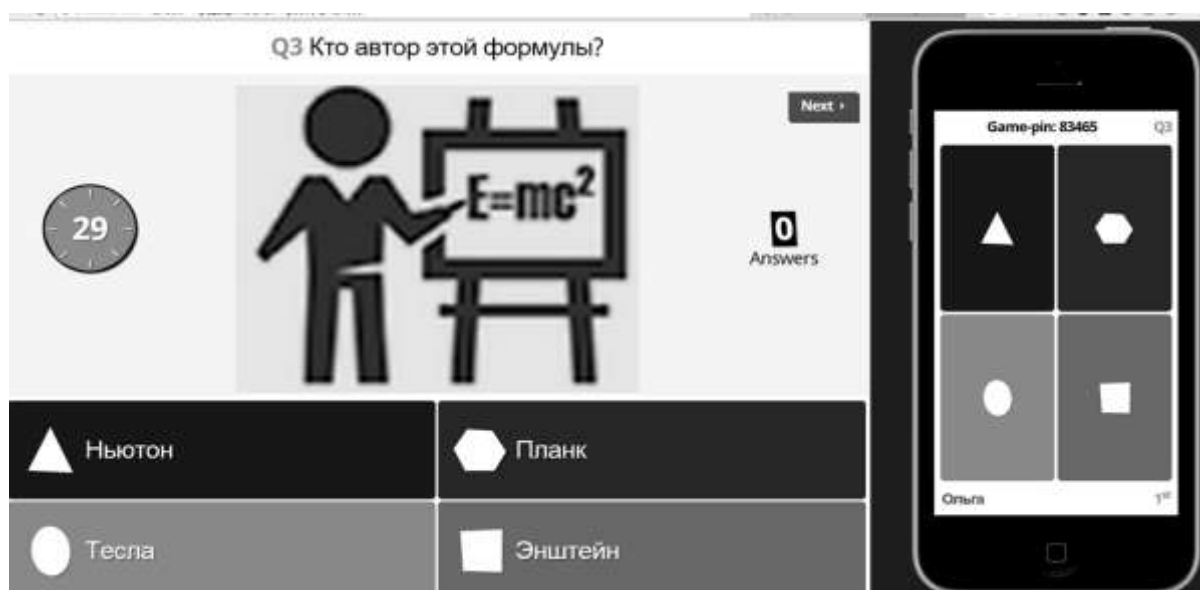 Q3 Кто автор этой формулы?
Next ›
29
E=mc²
0
Answers
Ньютон
Планк
Тесла
Энштейн
Game-pin: 83465 Q3
Ольга 1st